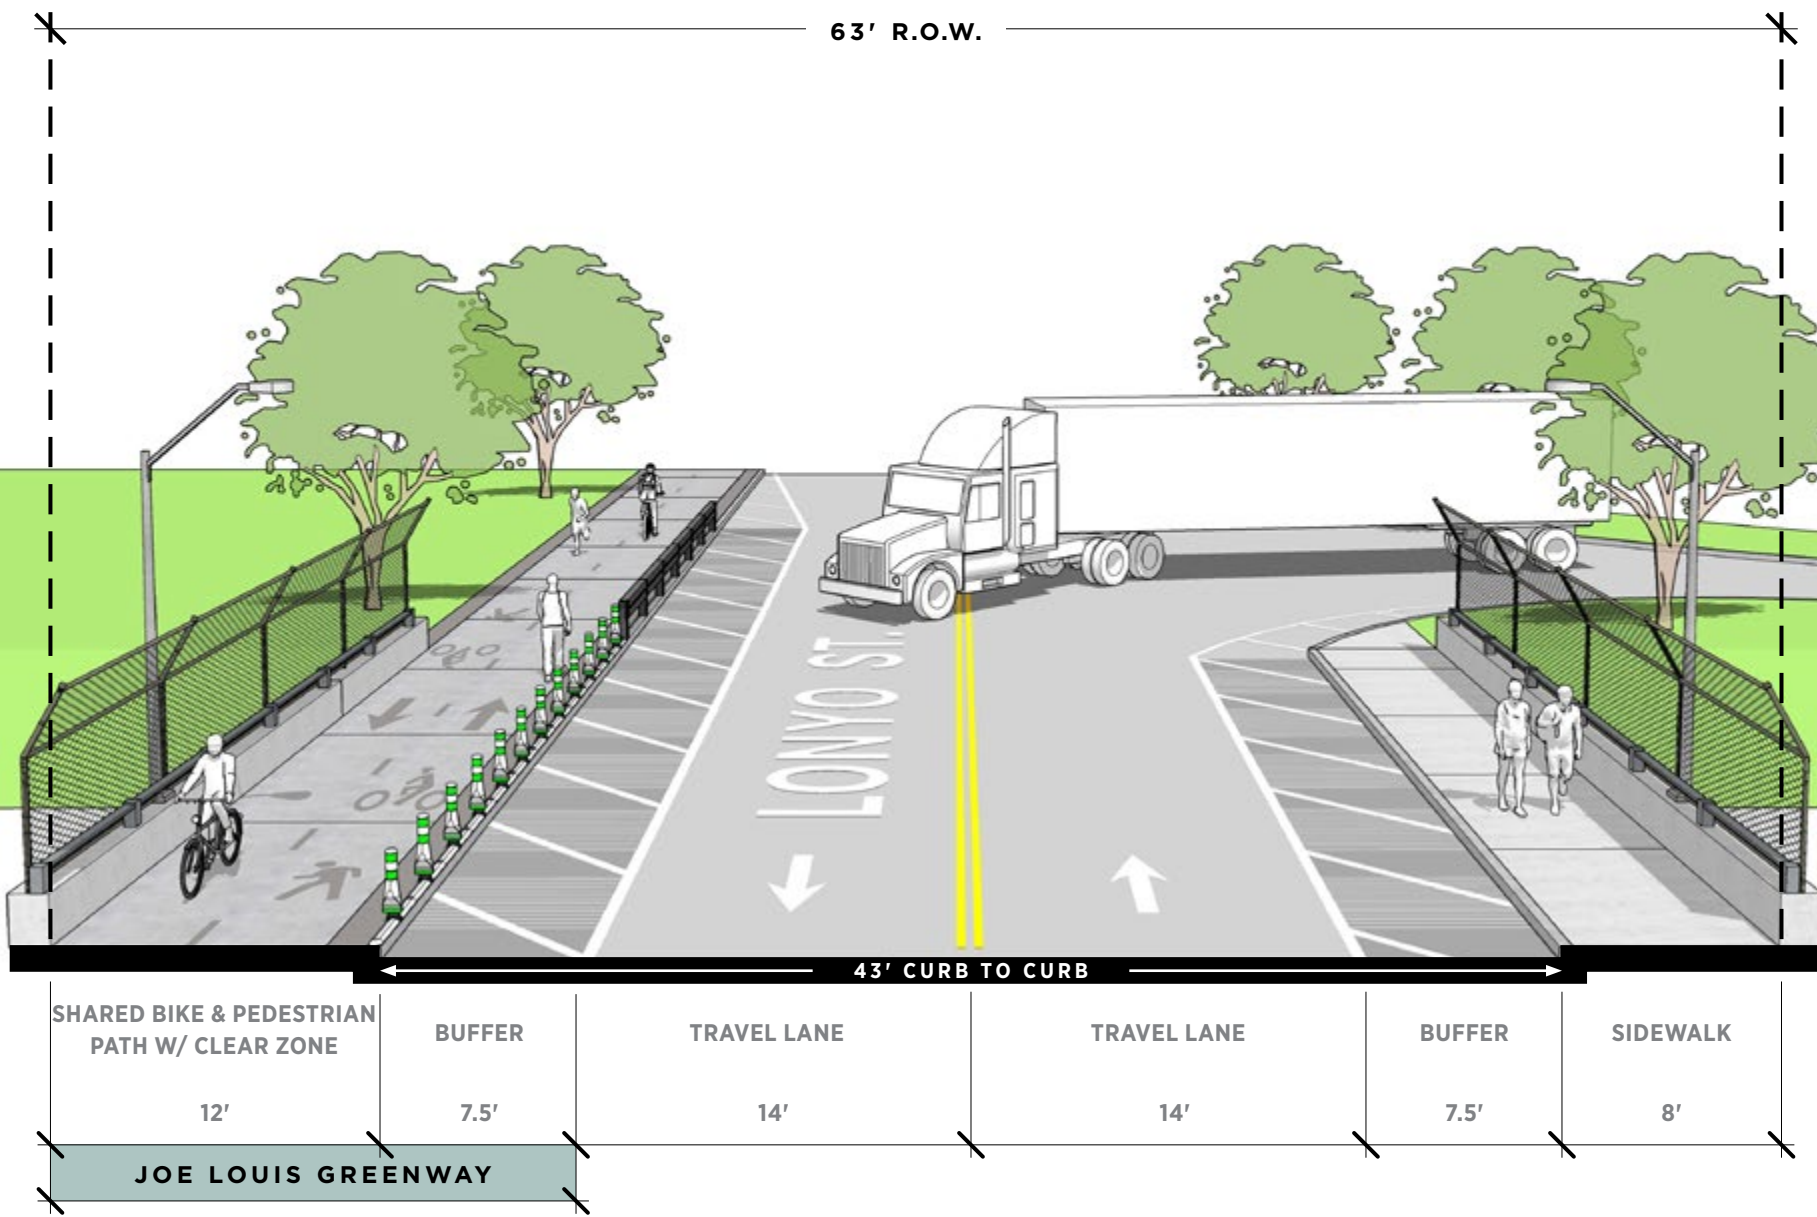 63' R.O.W.
LONYO ST.
43' CURB TO CURB
SHARED BIKE & PEDESTRIAN
PATH W/ CLEAR ZONE
12'
BUFFER
7.5'
TRAVEL LANE
14'
TRAVEL LANE
14'
BUFFER
7.5'
SIDEWALK
8'
JOE LOUIS GREENWAY